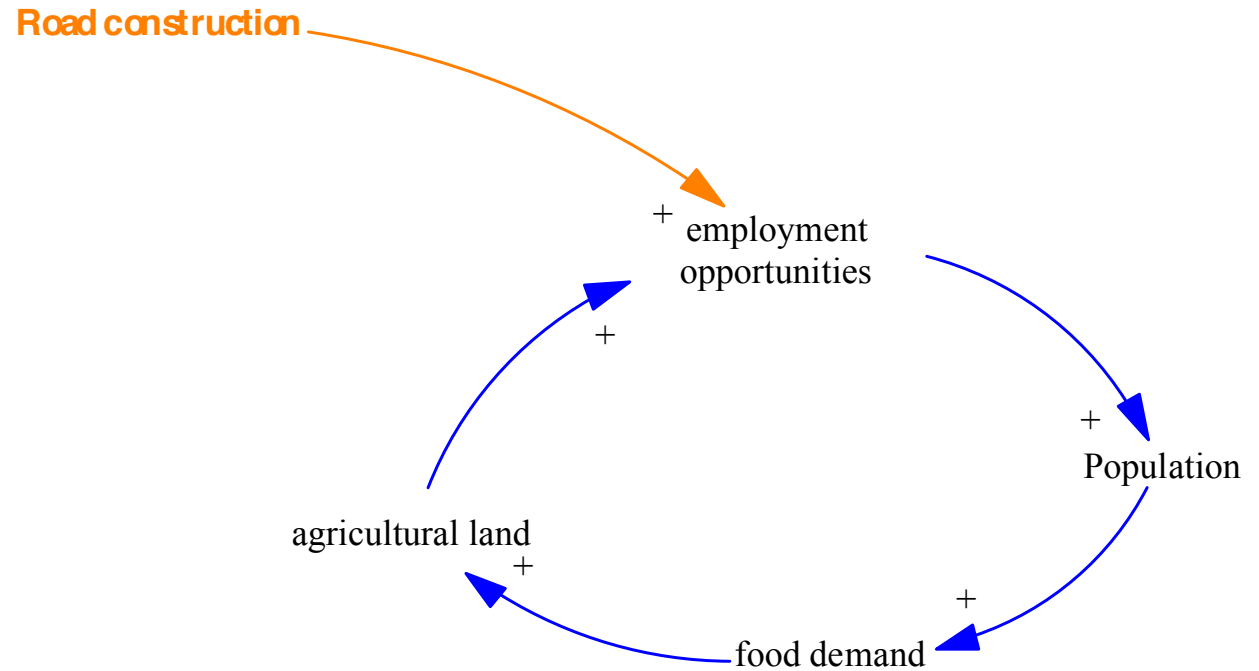 Road construction
+
employment
opportunities
+
+
Population
agricultural land
+
+
food demand